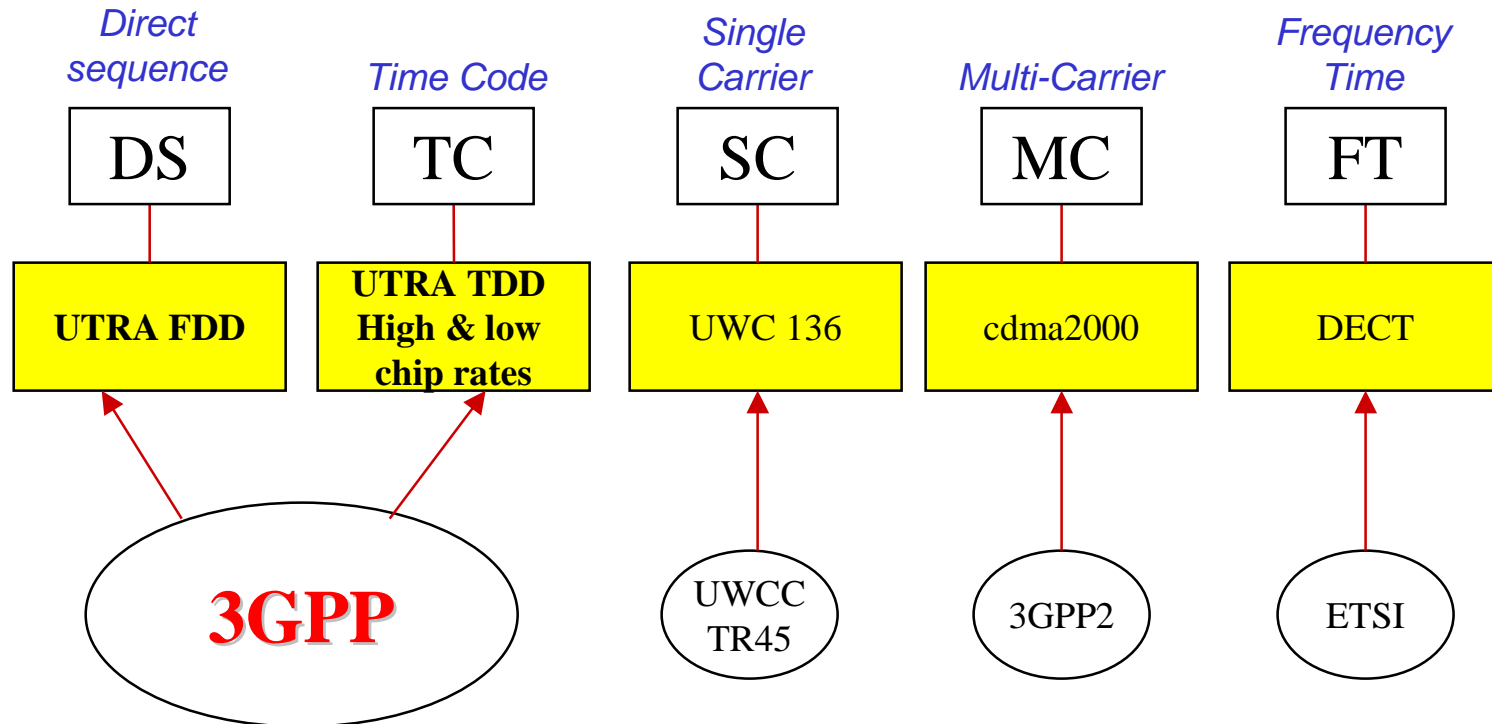 Direct
sequence
Time Code
Single
Carrier
Multi-Carrier
Frequency
Time
DS
TC
SC
MC
FT
UTRA FDD
UTRA TDD
High & low
chip rates
UWC 136
cdma2000
DECT
3GPP
UWCC
TR45
3GPP2
ETSI